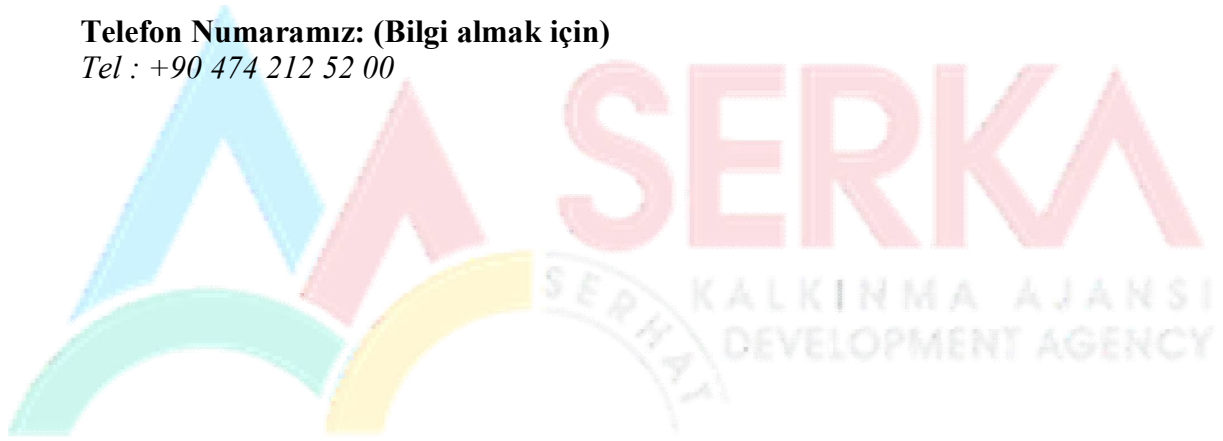 Telefon Numaramız: (Bilgi almak için)
Tel : +90 474 212 52 00
SERKA
SERHAT
KALKINMA AJANSI
DEVELOPMENT AGENCY